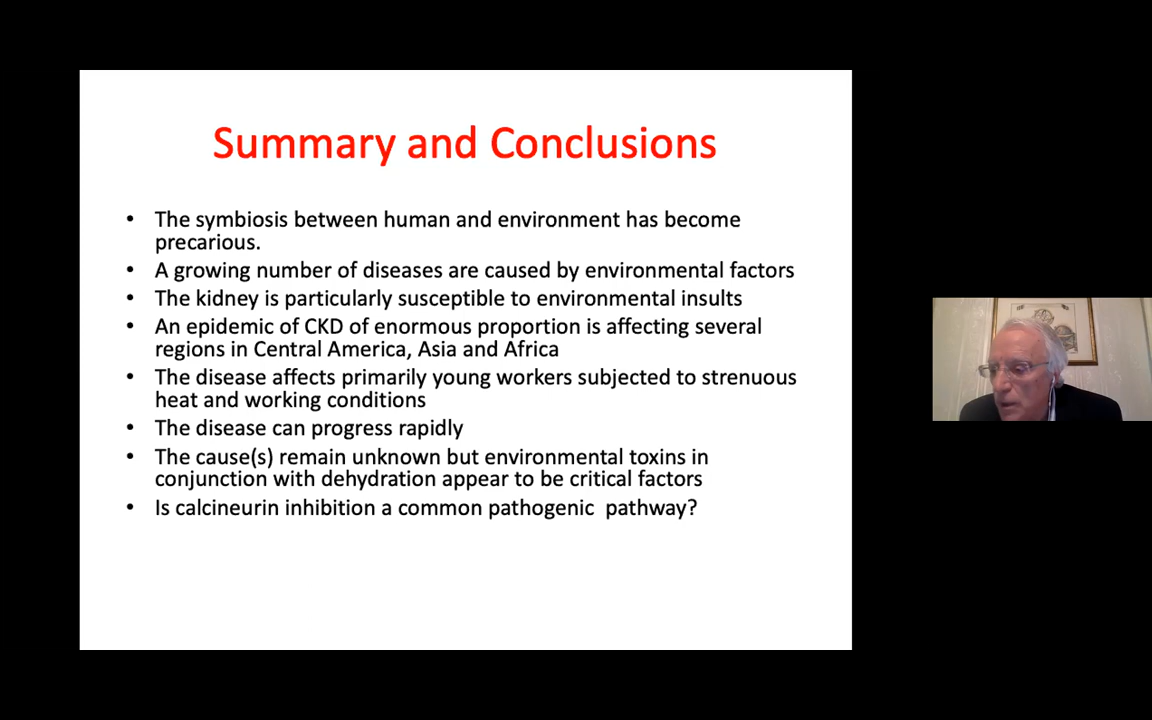 Summary and Conclusions
• The symbiosis between human and environment has become
precarious.
• A growing number of diseases are caused by environmental factors
• The kidney is particularly susceptible to environmental insults
• An epidemic of CKD of enormous proportion is affecting several
regions in Central America, Asia and Africa
• The disease affects primarily young workers subjected to strenuous
heat and working conditions
• The disease can progress rapidly
• The cause(s) remain unknown but environmental toxins in
conjunction with dehydration appear to be critical factors
• Is calcineurin inhibition a common pathogenic  pathway?